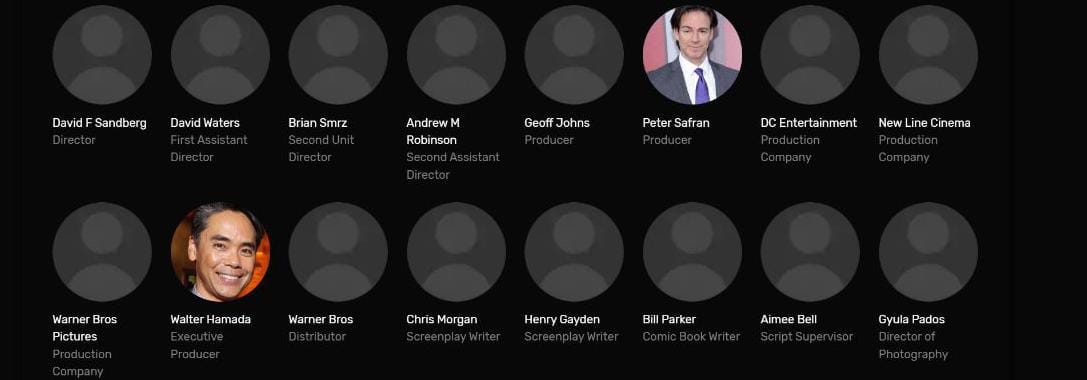 David F Sandberg
Director
David Waters
First Assistant
Director
Brian Smrz
Second Unit
Director
Andrew M
Robinson
Second Assistant
Director
Geoff Johns
Producer
Peter Safran
Producer
DC Entertainment
Production
Company
New Line Cinema
Production
Company
Warner Bros
Pictures
Production
Company
Walter Hamada
Executive
Producer
Warner Bros
Distributor
Chris Morgan
Screenplay Writer
Henry Gayden
Screenplay Writer
Bill Parker
Comic Book Writer
Aimee Bell
Script Supervisor
Gyula Pados
Director of
Photography